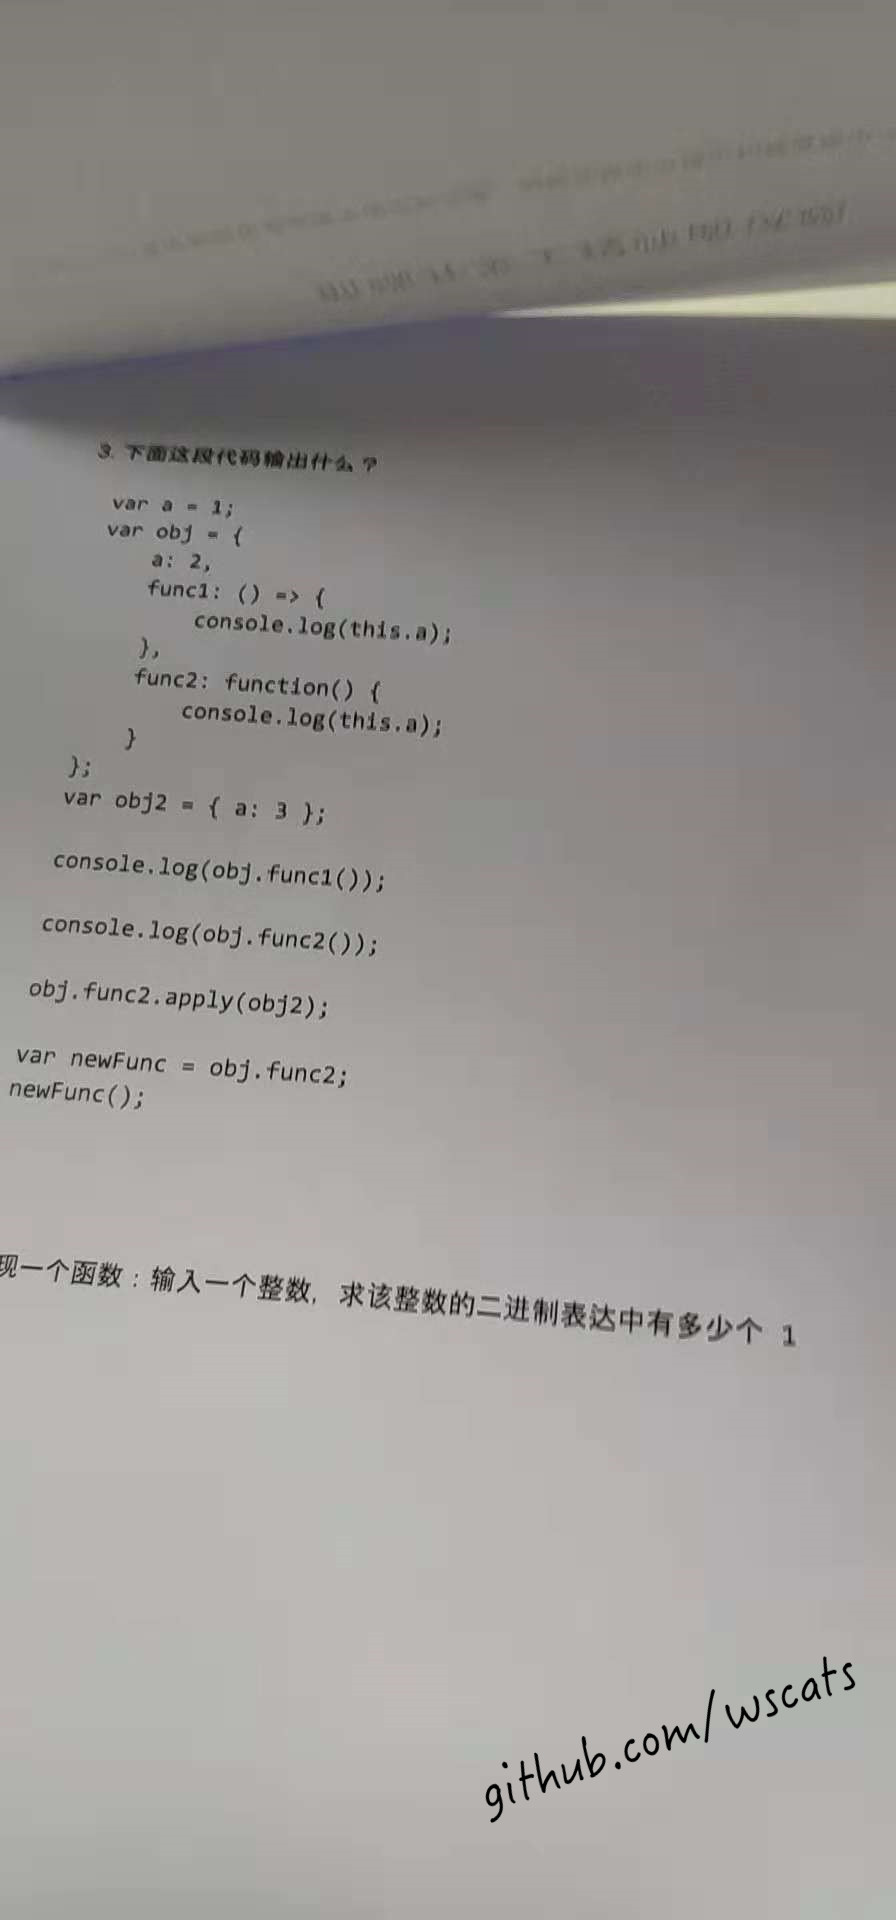 3. 下面这段代码输出什么？
var a = 1;
var obj = {
a: 2,
func1: () => {
console.log(this.a);
},
func2: function() {
console.log(this.a);
}
};
var obj2 = { a: 3 };
console.log(obj.func1());
console.log(obj.func2());
obj.func2.apply(obj2);
var newFunc = obj.func2;
newFunc();
现一个函数：输入一个整数，求该整数的二进制表达中有多少个 1
github.com/wscats